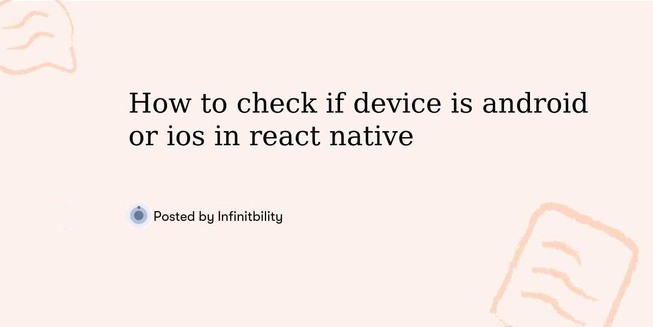 How to check if device is android
or ios in react native
Posted by Infinitbility